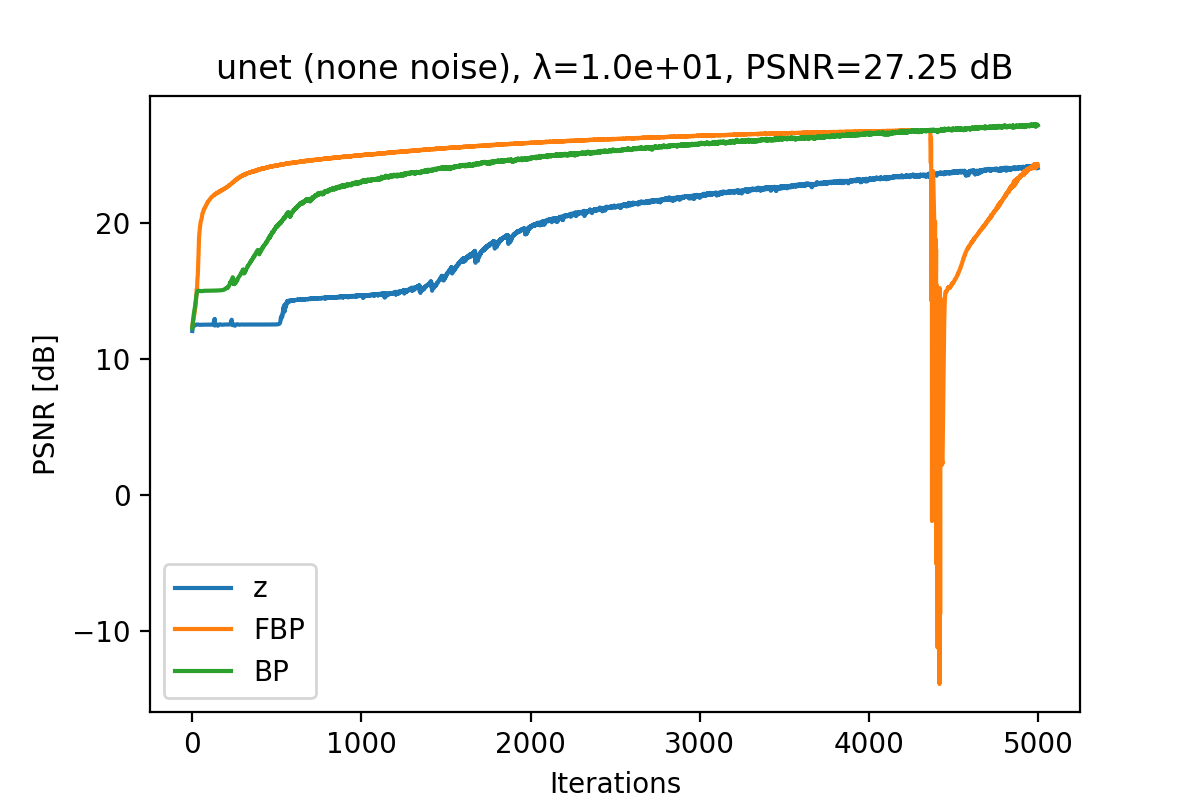 unet (none noise), λ=1.0e+01, PSNR=27.25 dB
PSNR [dB]
20
10
0
−10
z
FBP
BP
0 1000 2000 3000 4000 5000
Iterations